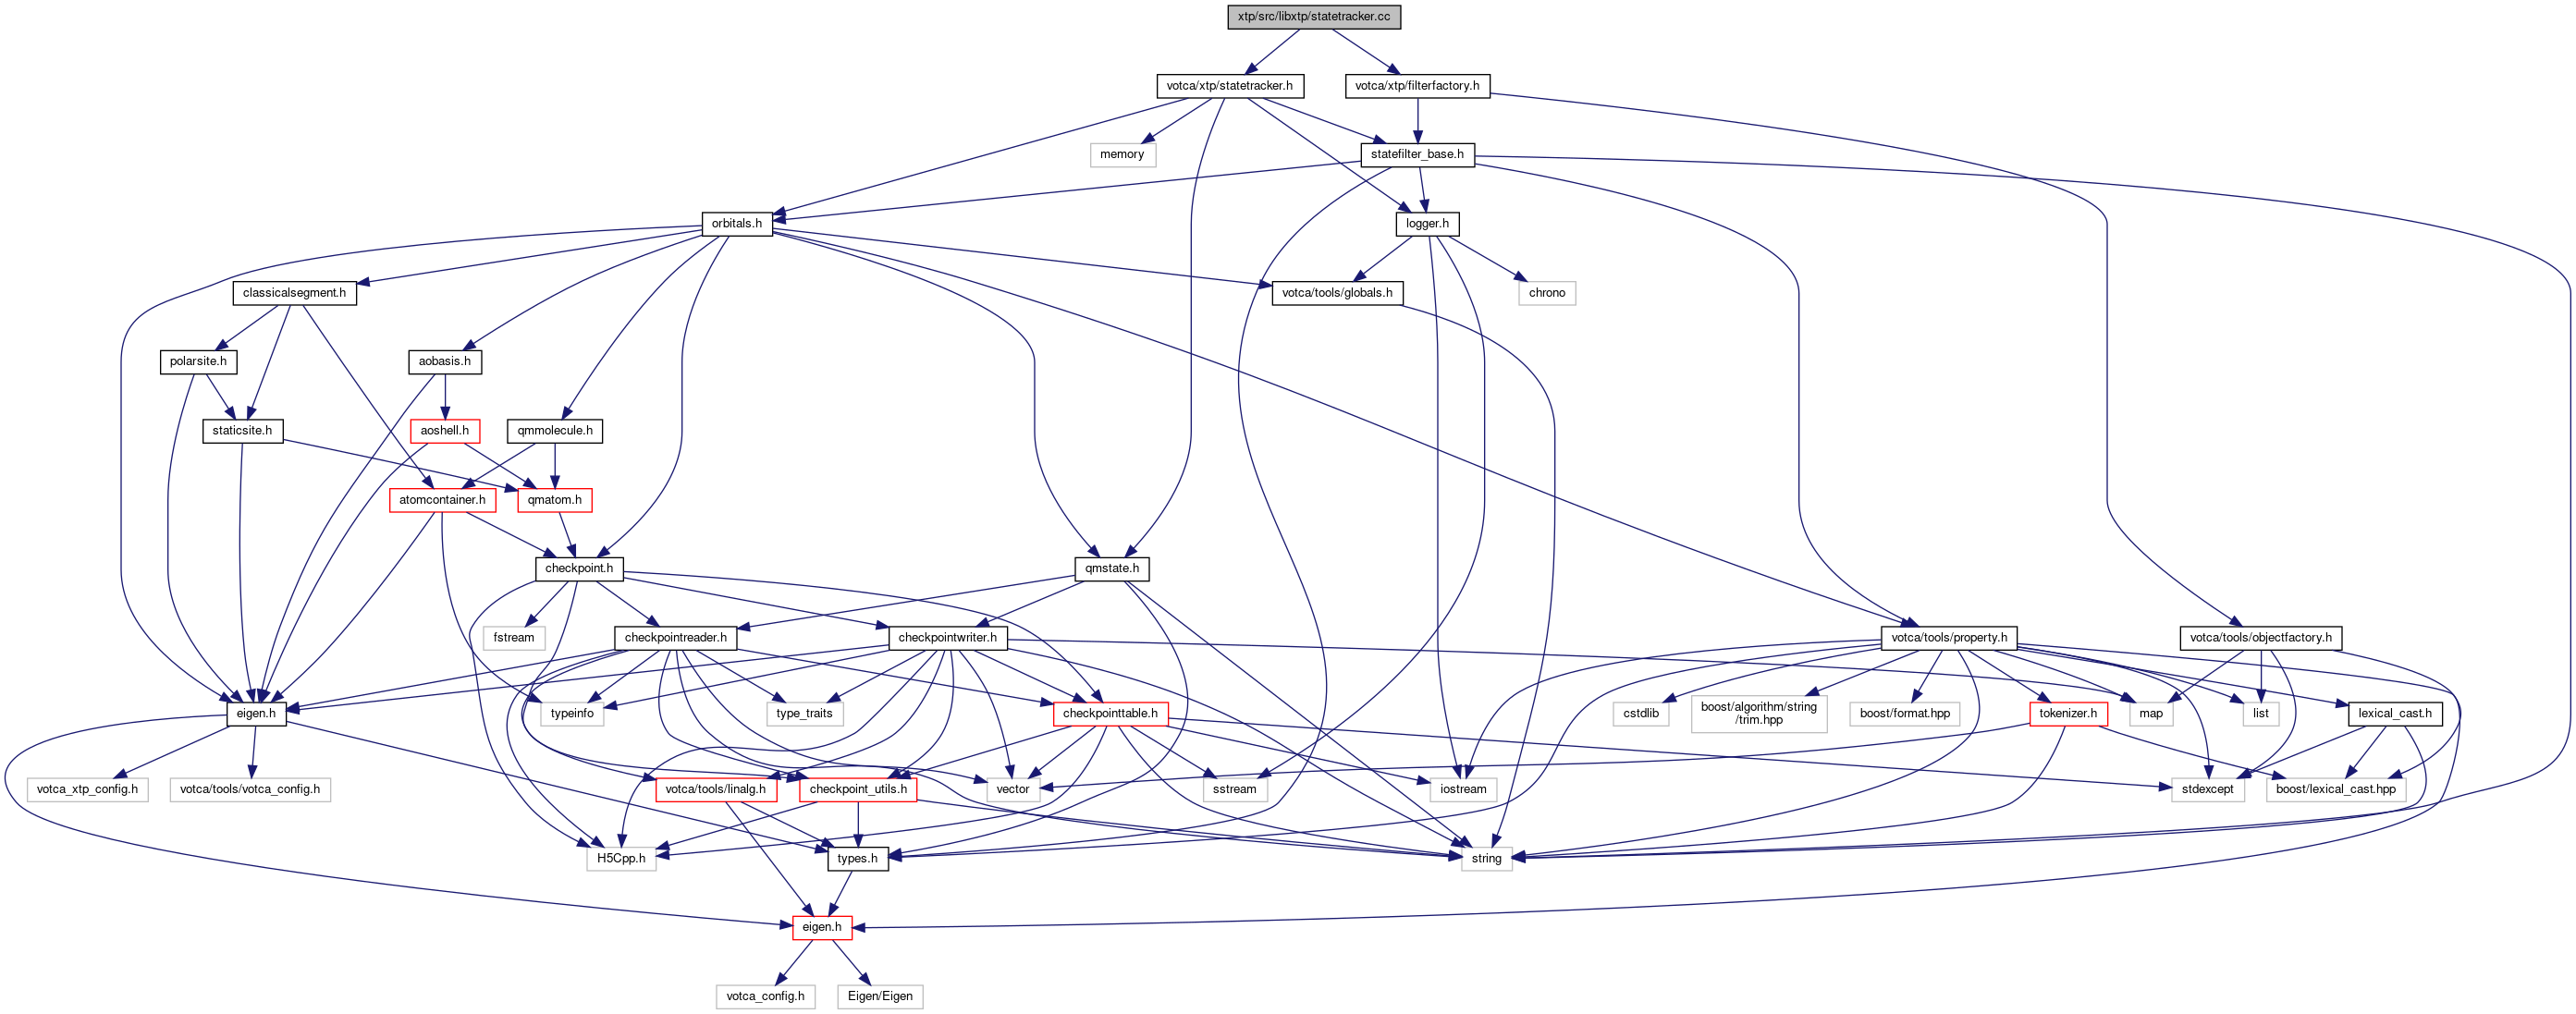 xtp/src/libxtp/statetracker.cc
votca/xtp/statetracker.h
votca/xtp/filterfactory.h
memory
statefilter_base.h
orbitals.h
logger.h
classicalsegment.h
votca/tools/globals.h
chrono
polarsite.h
aobasis.h
staticsite.h
aoshell.h
qmmolecule.h
atomcontainer.h
qmatom.h
checkpoint.h
qmstate.h
fstream
checkpointreader.h
checkpointwriter.h
votca/tools/property.h
votca/tools/objectfactory.h
eigen.h
typeinfo
type_traits
checkpointtable.h
cstdlib
boost/algorithm/string
/trim.hpp
boost/format.hpp
tokenizer.h
map
list
lexical_cast.h
votca_xtp_config.h
votca/tools/votca_config.h
votca/tools/linalg.h
checkpoint_utils.h
vector
sstream
iostream
stdexcept
boost/lexical_cast.hpp
H5Cpp.h
types.h
string
eigen.h
votca_config.h
Eigen/Eigen